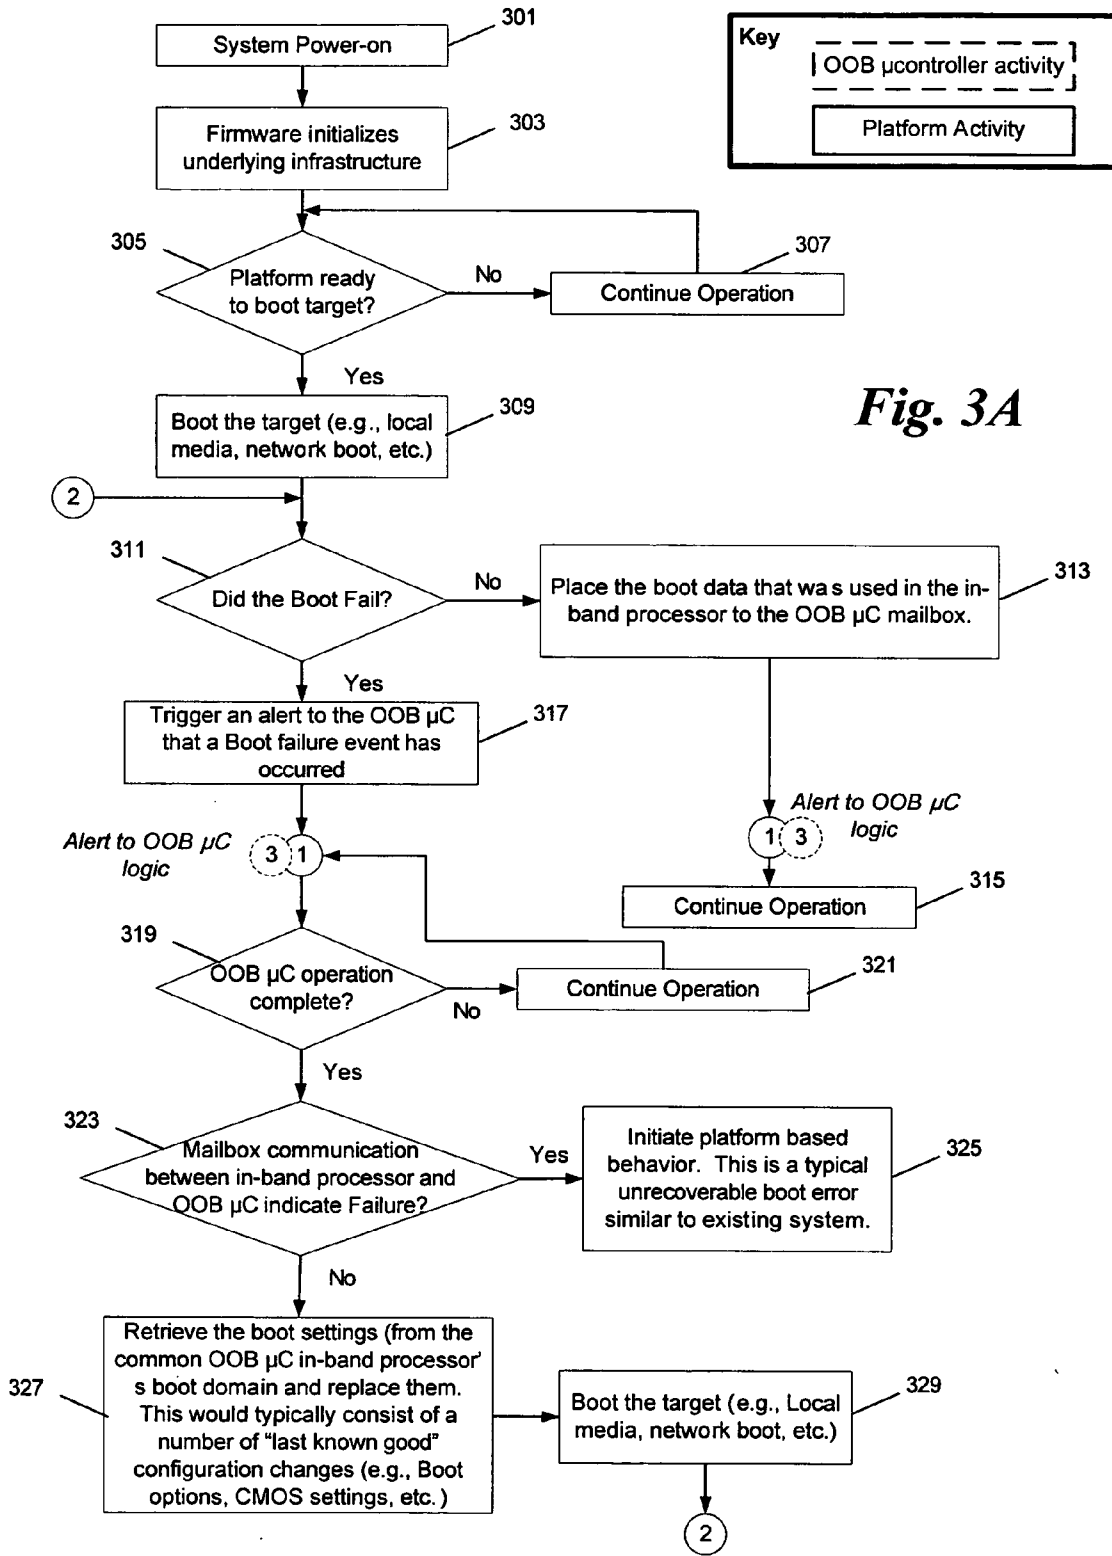 System Power-on
301
Key
OOB µcontroller activity
Platform Activity
Firmware initializes
underlying infrastructure
303
305
Platform ready
to boot target?
No
307
Continue Operation
Yes
Fig. 3A
Boot the target (e.g., local
media, network boot, etc.)
309
2
311
Did the Boot Fail?
No
Place the boot data that was used in the in-
band processor to the OOB µC mailbox.
313
Yes
Trigger an alert to the OOB µC
that a Boot failure event has
occurred
317
Alert to OOB µC
logic
3
1
Alert to OOB µC
logic
1
3
Continue Operation
315
319
OOB µC operation
complete?
No
Continue Operation
321
Yes
323
Mailbox communication
between in-band processor and
OOB µC indicate Failure?
Yes
Initiate platform based
behavior. This is a typical
unrecoverable boot error
similar to existing system.
325
No
327
Retrieve the boot settings (from the
common OOB µC in-band processor'
s boot domain and replace them.
This would typically consist of a
number of "last known good"
configuration changes (e.g., Boot
options, CMOS settings, etc.)
Boot the target (e.g., Local
media, network boot, etc.)
329
2